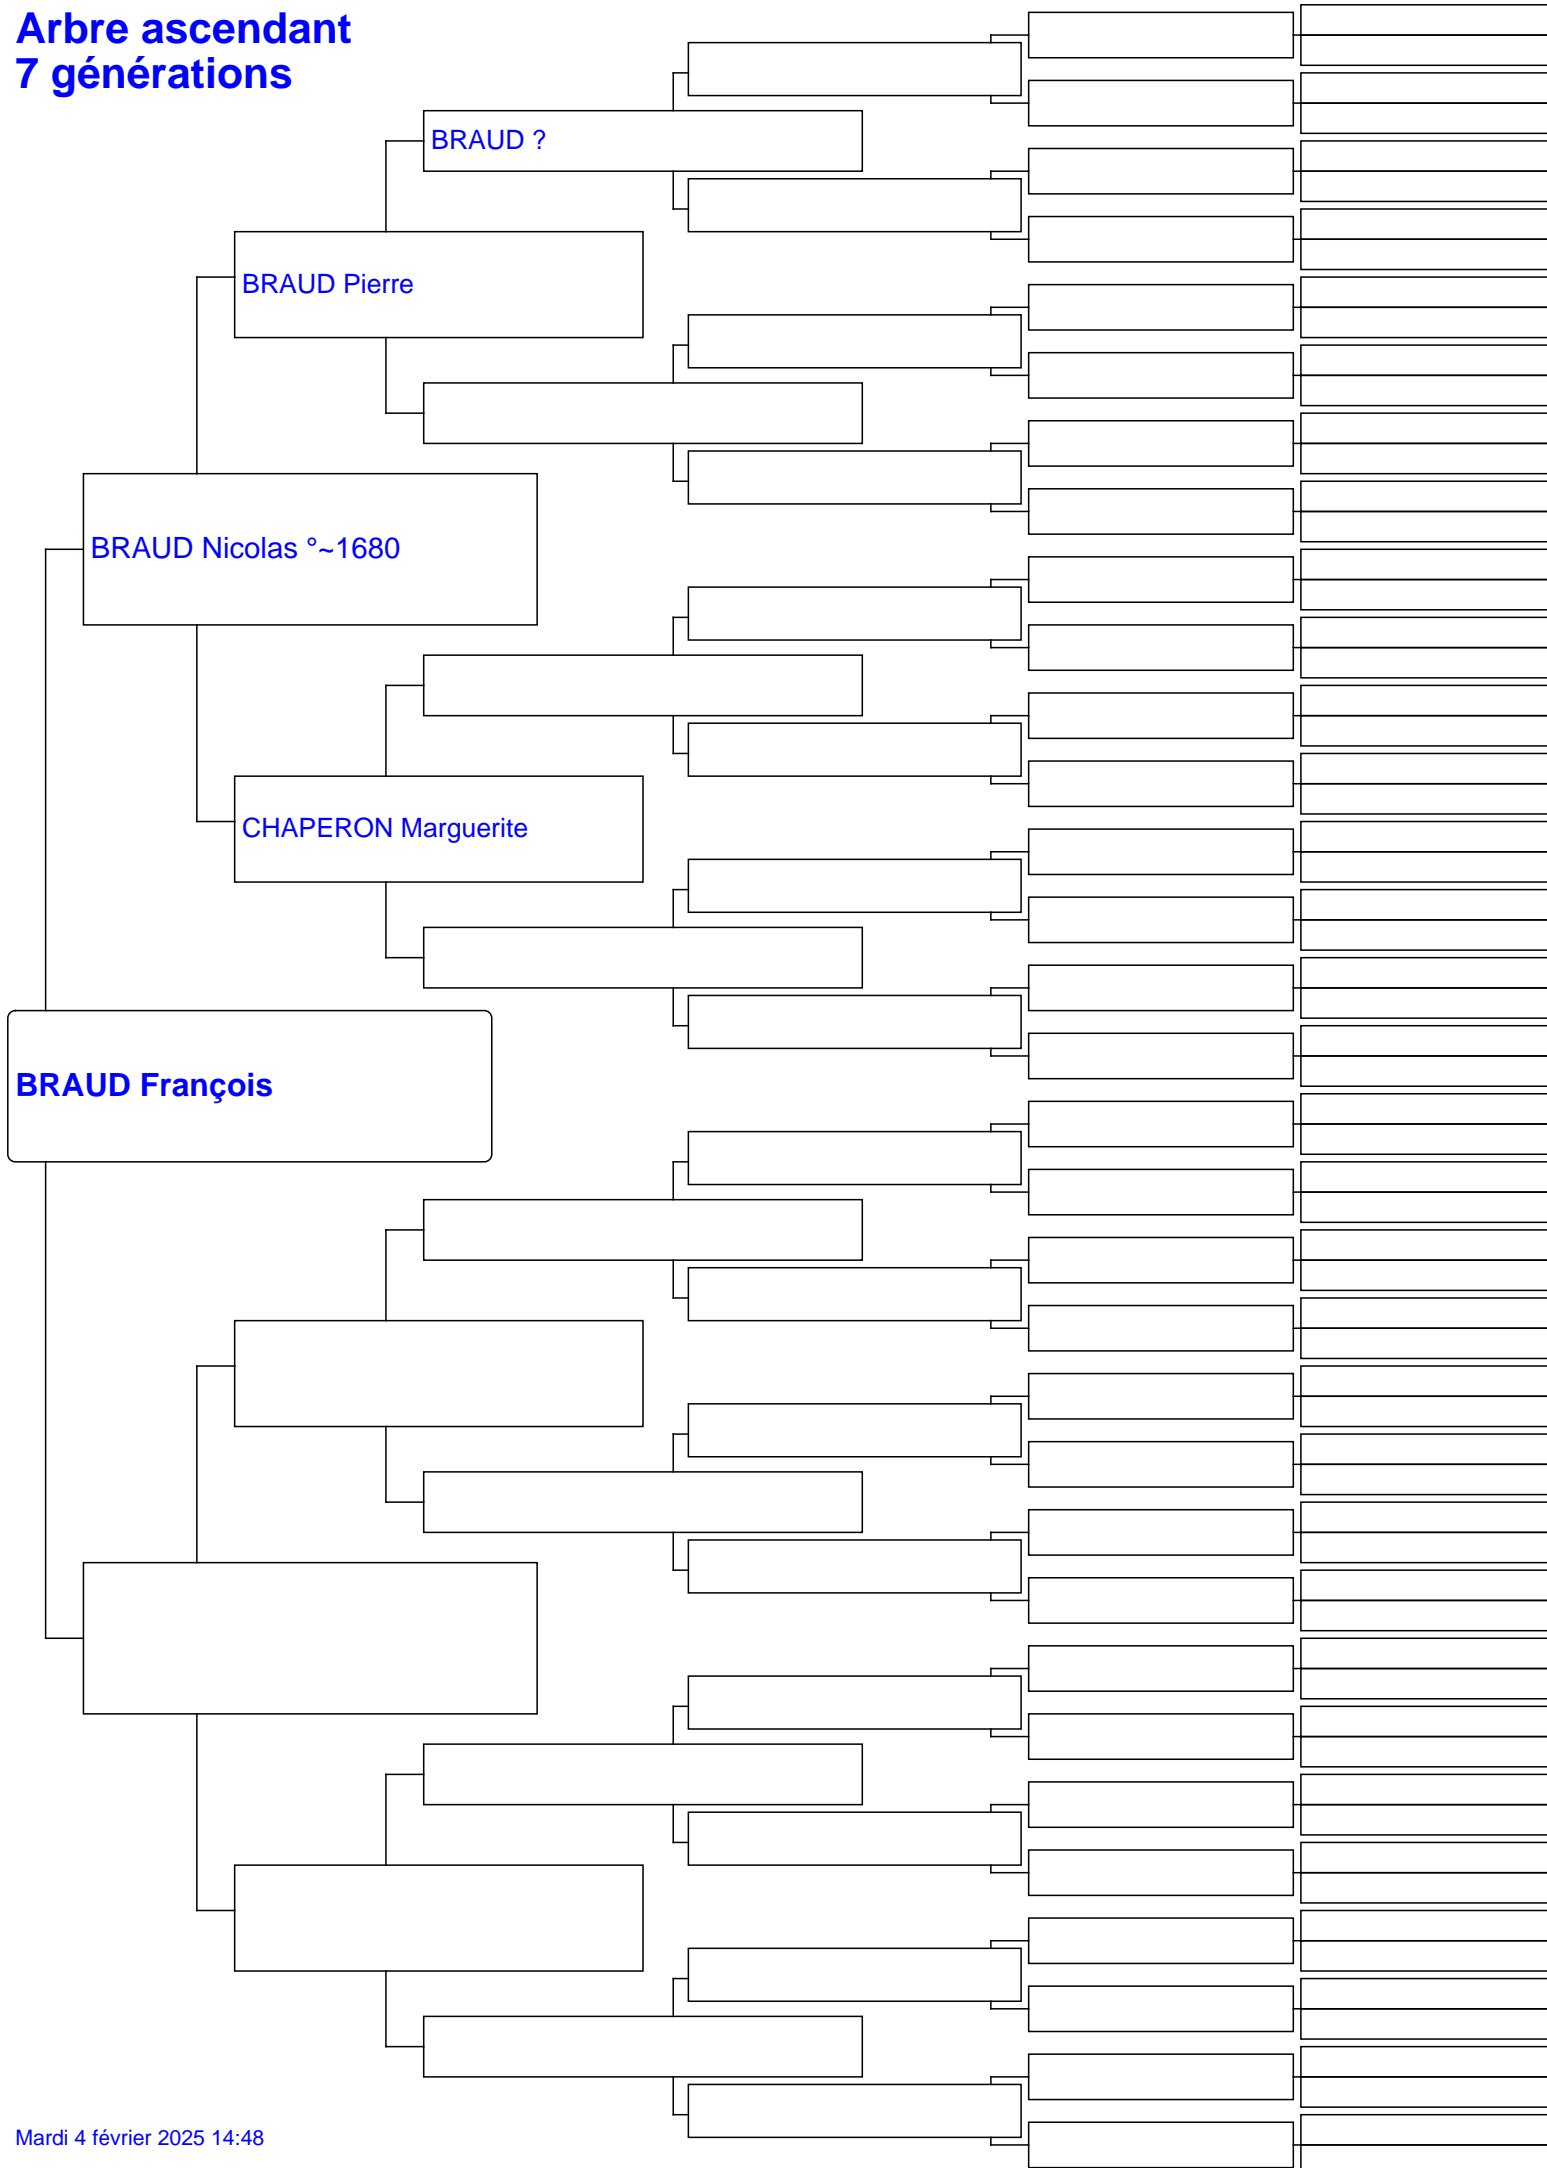 Arbre ascendant
7 générations
BRAUD ?
BRAUD Pierre
BRAUD Nicolas °~1680
CHAPERON Marguerite
BRAUD François
Mardi 4 février 2025 14:48